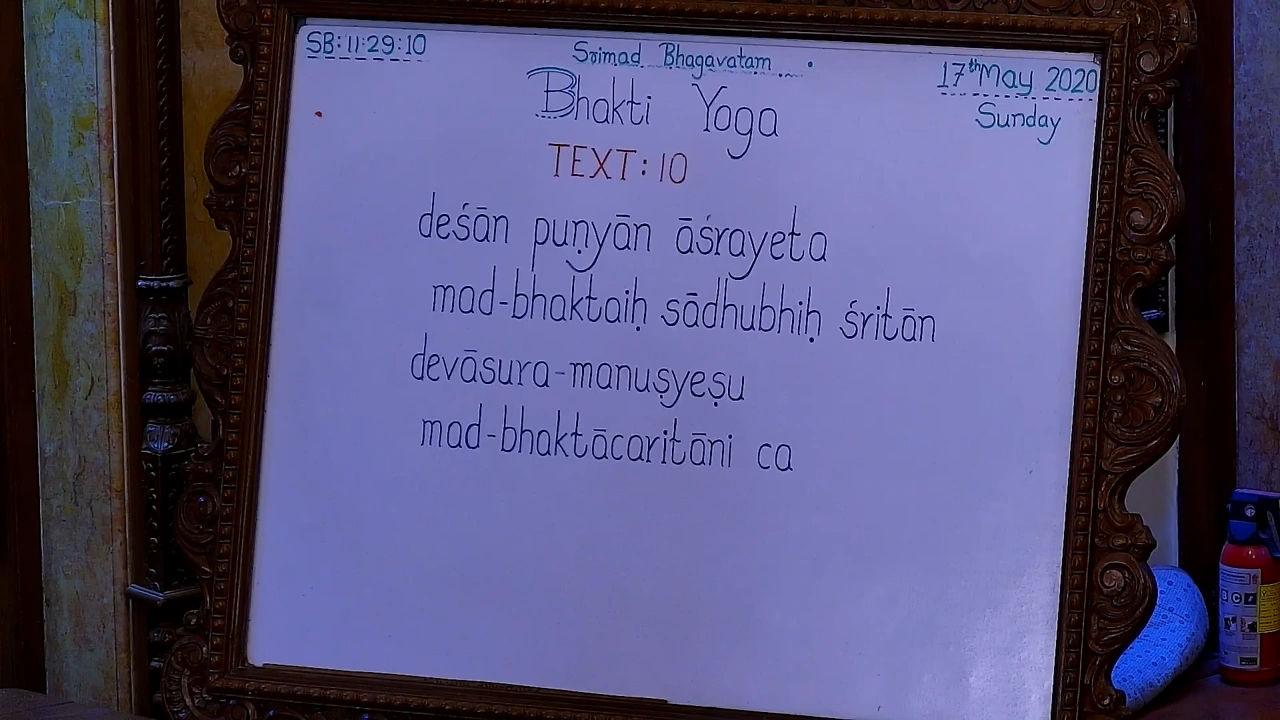 SB:11:29:10
Srimad Bhagavatam
17th May 2020
Sunday
Bhakti Yoga
TEXT: 10
deśān puṇyān āśrayeta
mad-bhaktaiḥ sādhubhiḥ śritān
devāsura-manuṣyeṣu
mad-bhaktācaritāni ca
B C F